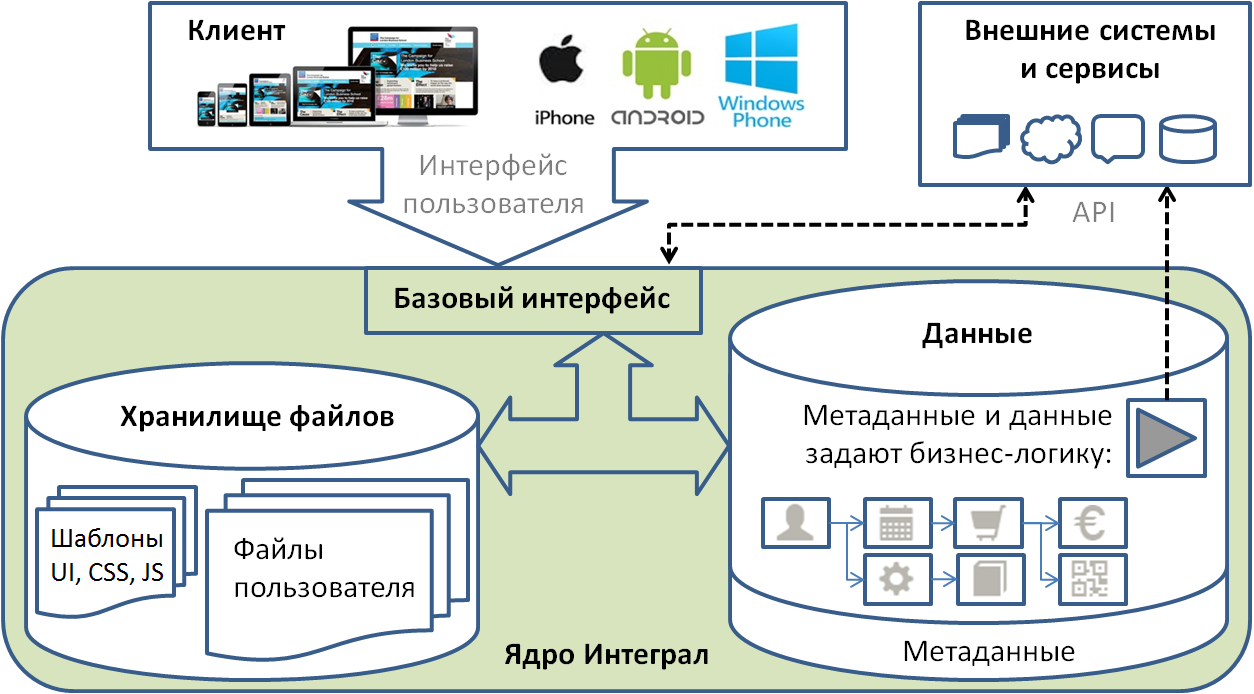 Клиент
iPhone
ANDROID
Windows
Phone
Внешние системы
и сервисы
Интерфейс
пользователя
API
Базовый интерфейс
Данные
Хранилище файлов
Метаданные и данные
задают бизнес-логику:
Шаблоны
UI, CSS, JS
Файлы
пользователя
€
Ядро Интеграл
Метаданные